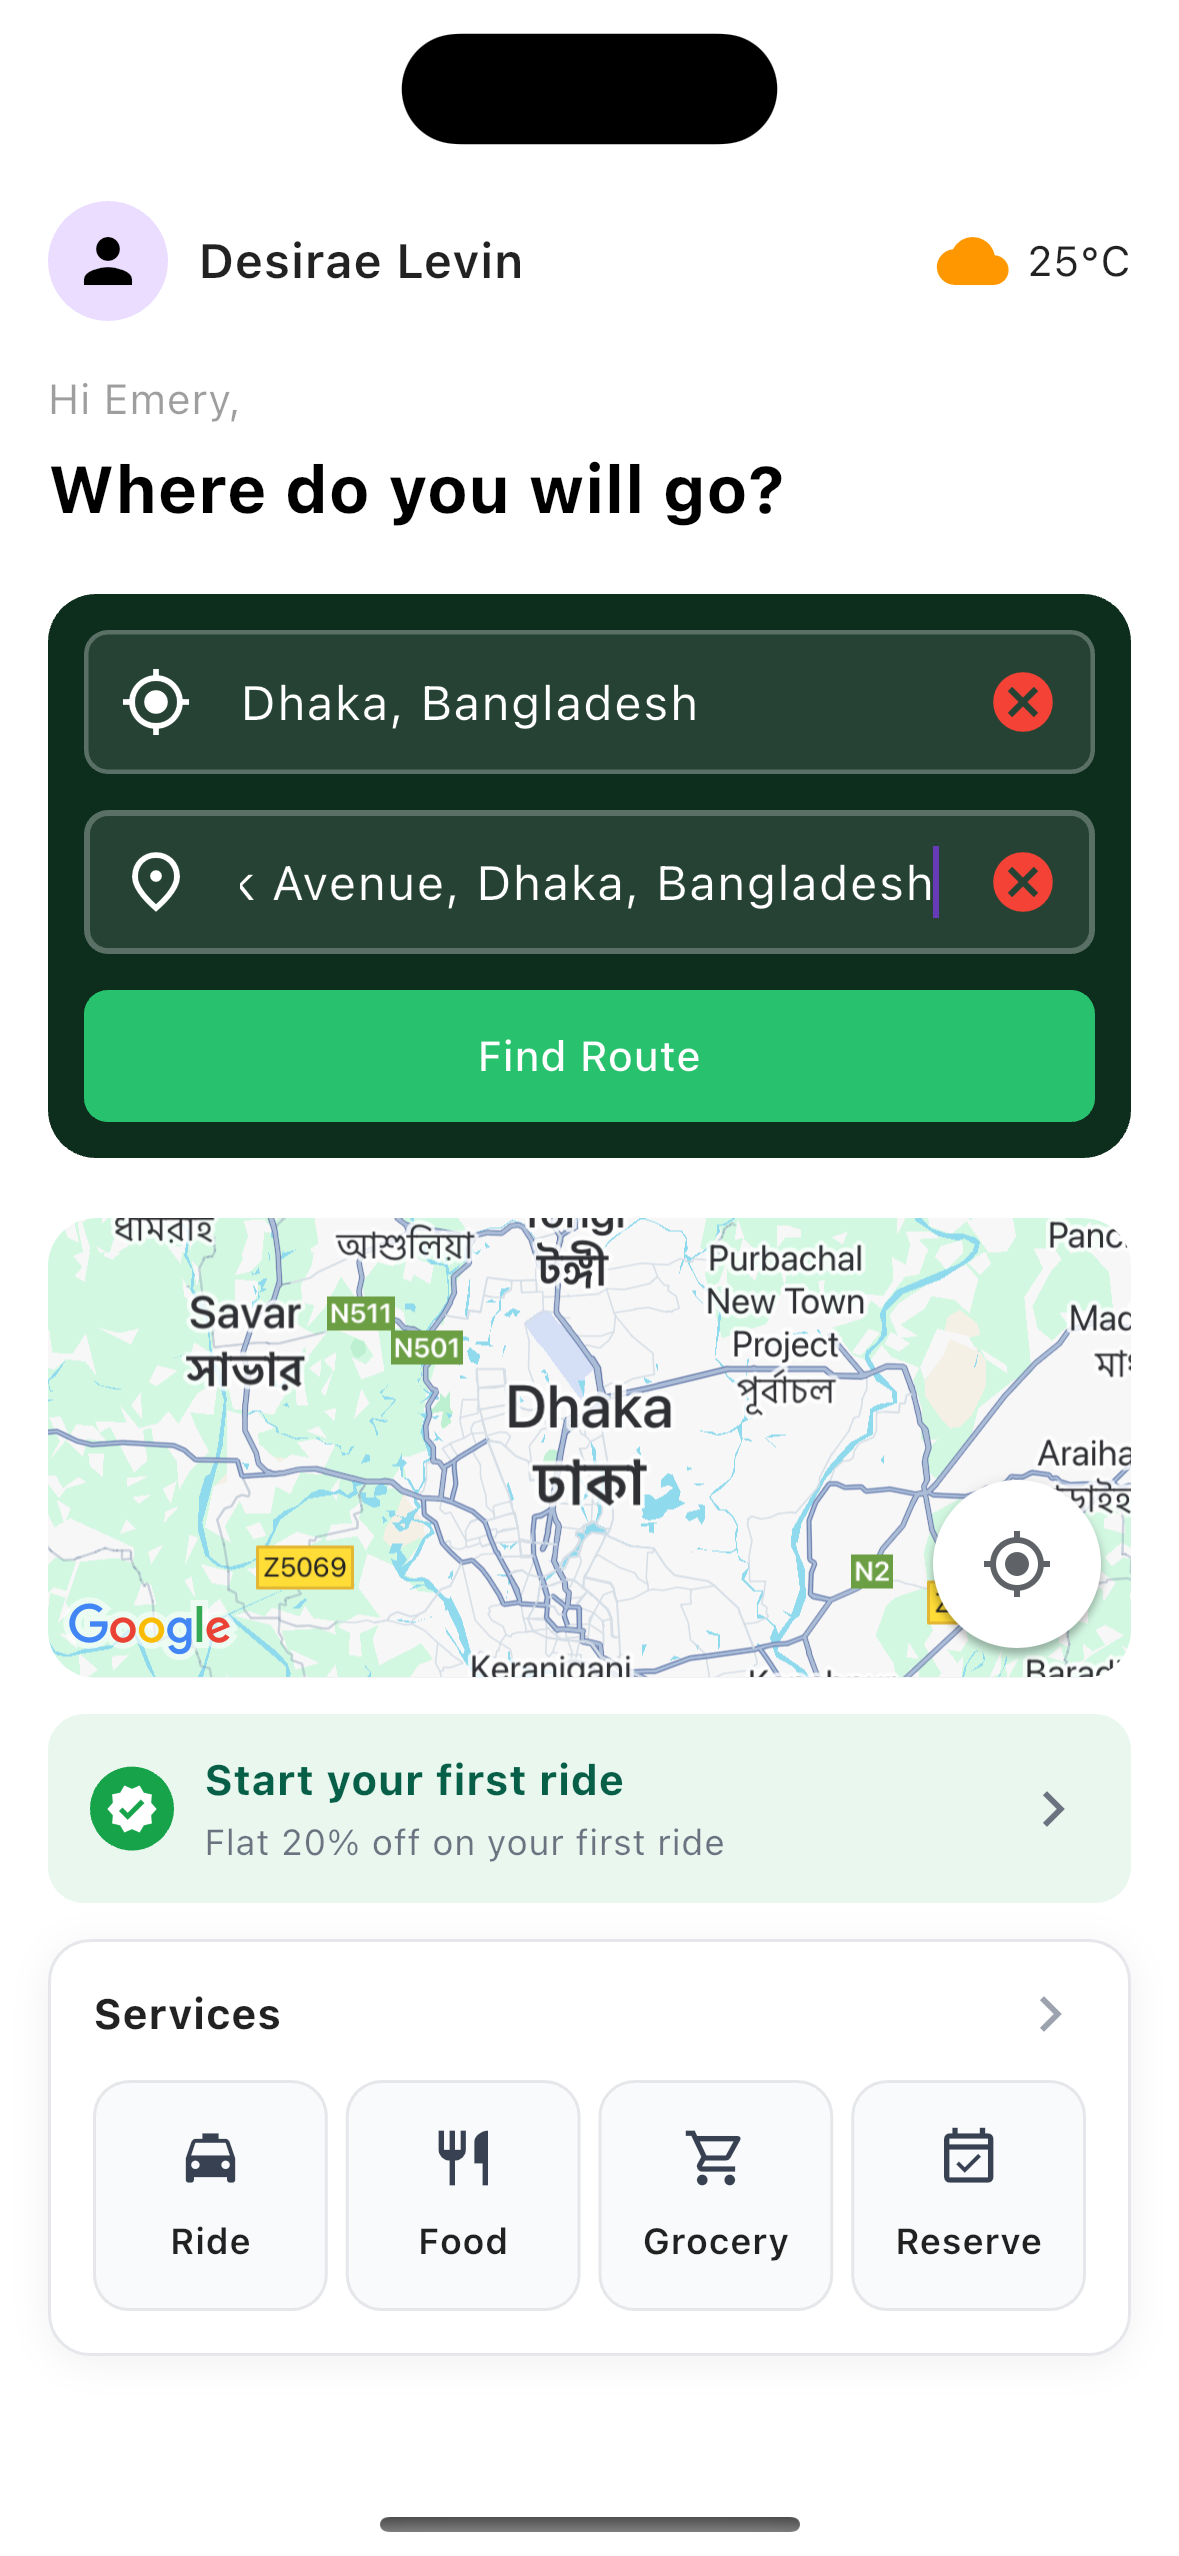 Desirae Levin
25°C
Hi Emery,
Where do you will go?
Dhaka, Bangladesh
Avenue, Dhaka, Bangladesh
Find Route
ধামরাই
আশুলিয়া
Tongi
টঙ্গী
Purbachal
New Town
Project
পূর্বাচল
Savar
সাভার
N511
N501
Dhaka
ঢাকা
Z5069
N2
Google
Keraniganj
Start your first ride
Flat 20% off on your first ride
Services
Ride
Food
Grocery
Reserve